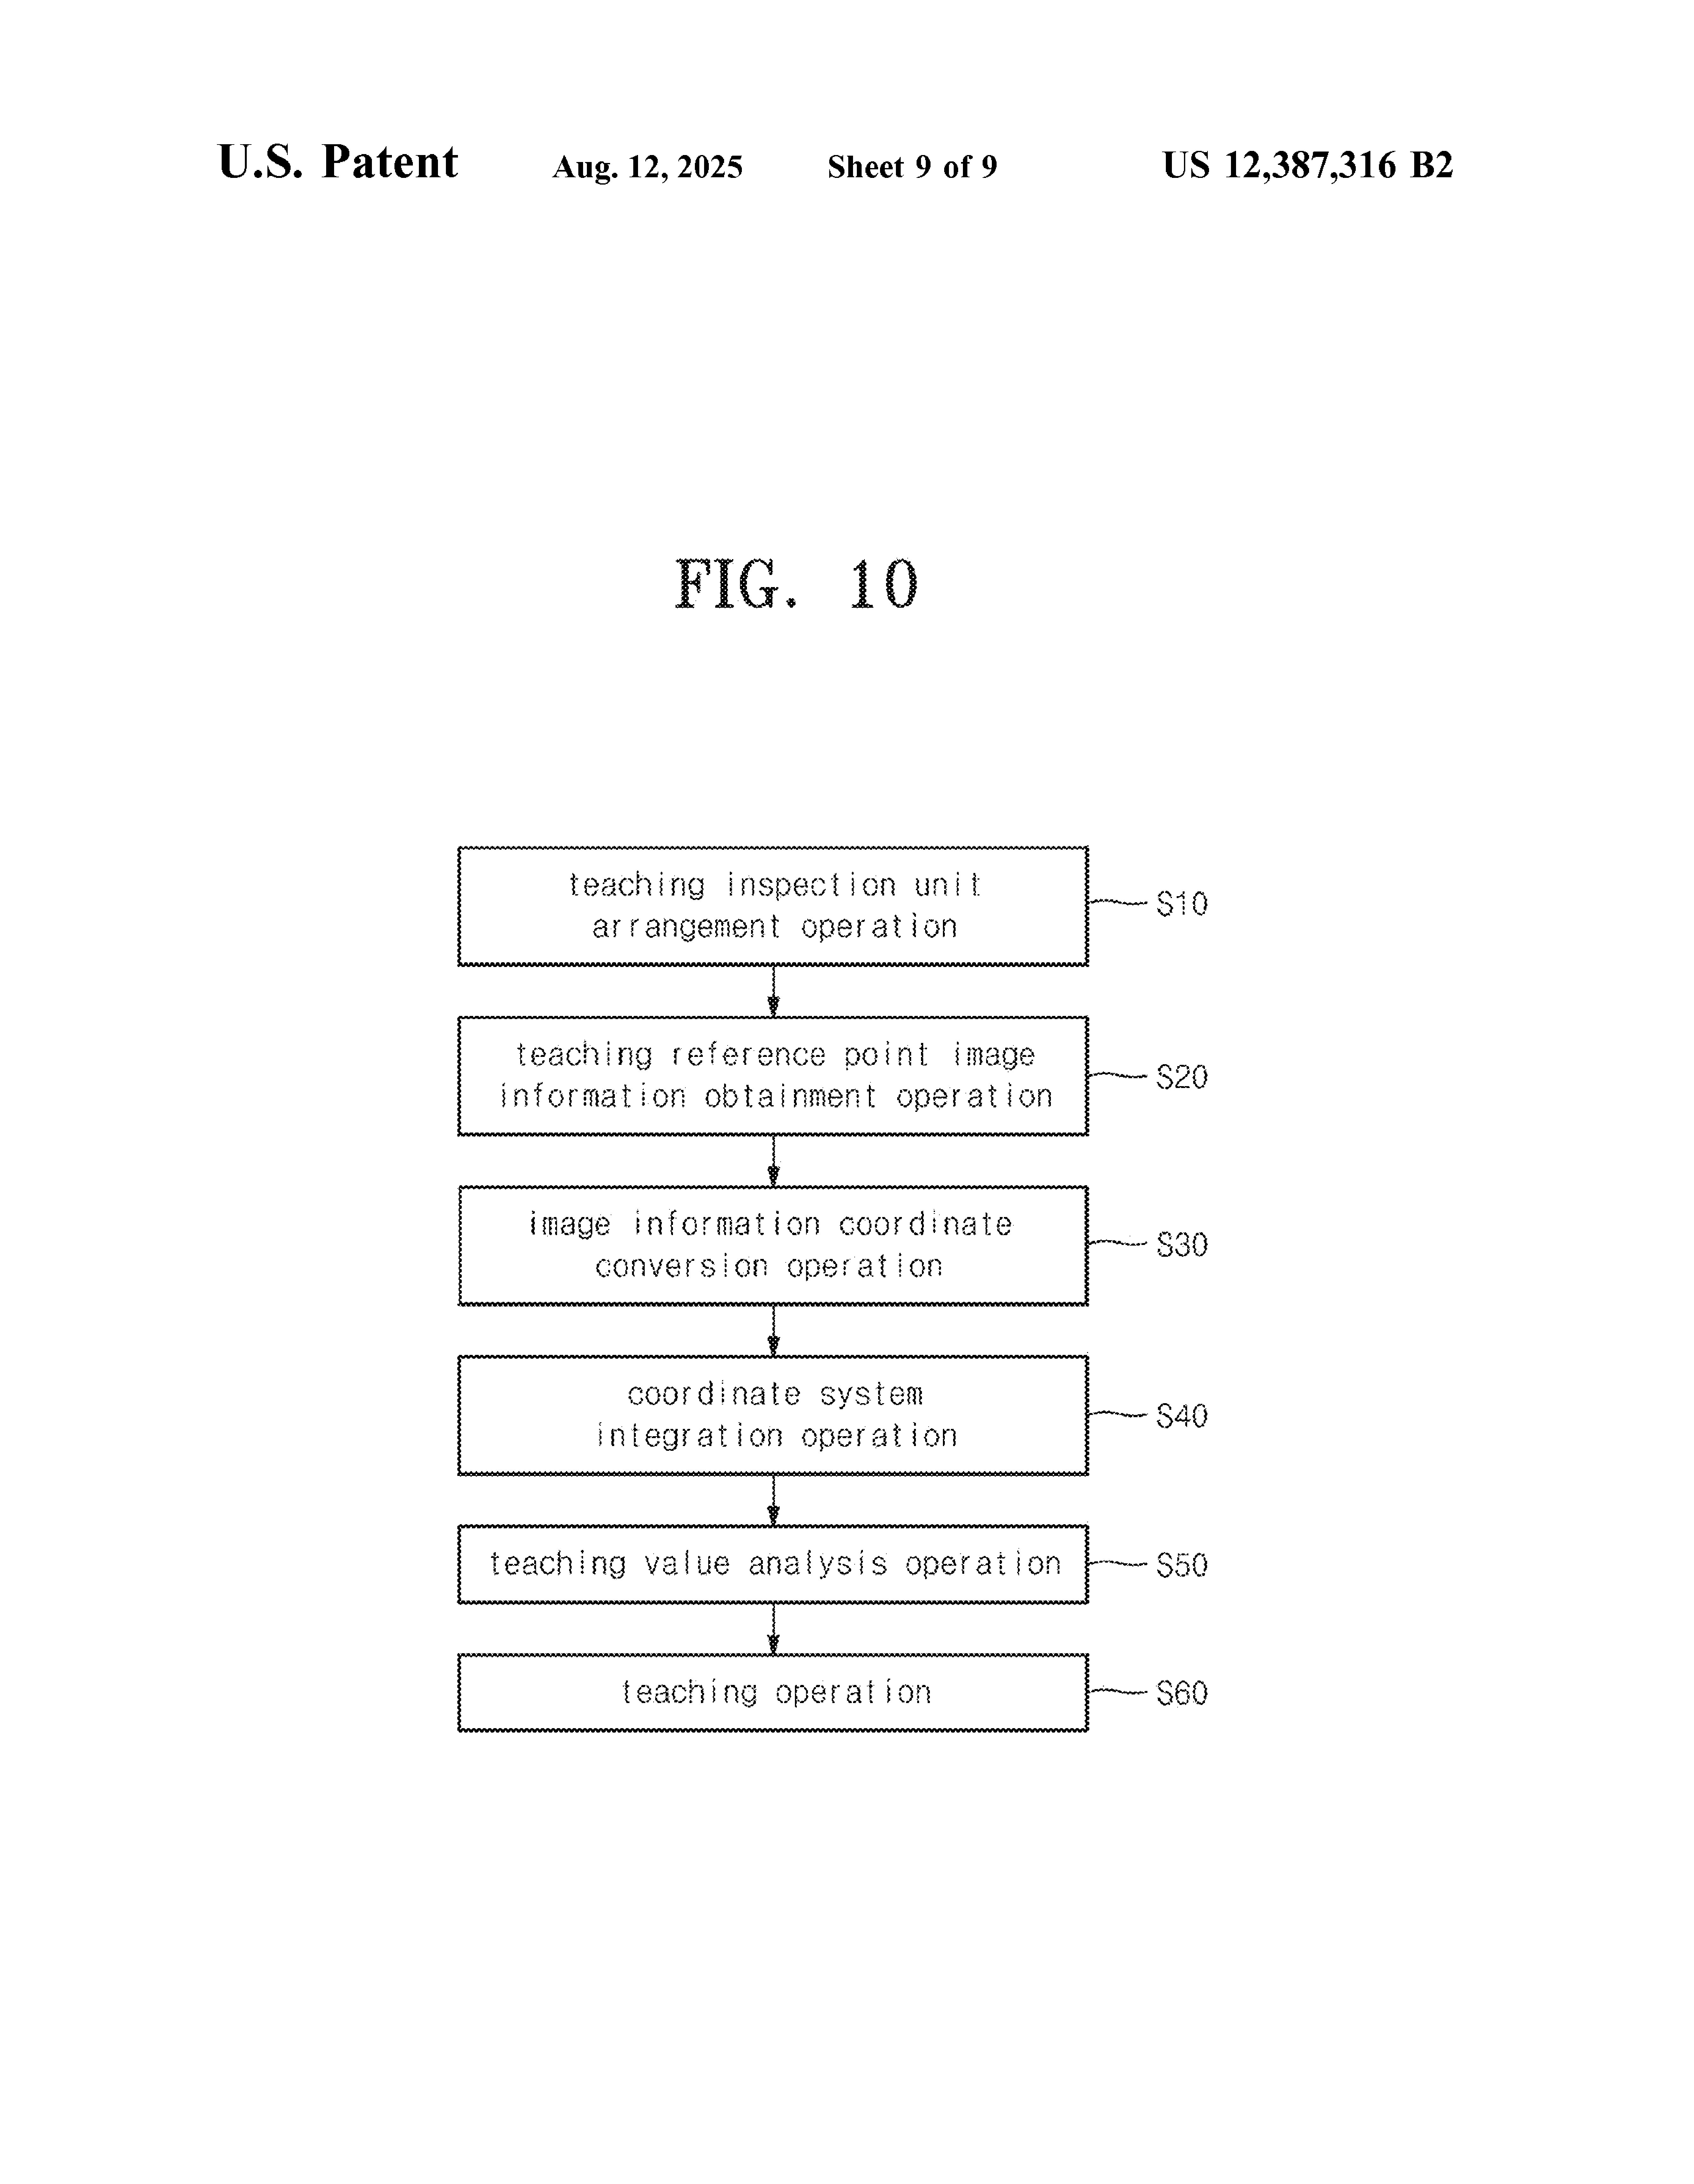 U.S. Patent Aug. 12, 2025 Sheet 9 of 9 US 12,387,316 B2
FIG. 10
teaching inspection unit
arrangement operation
S10
teaching reference point image
information obtainment operation
S20
image information coordinate
conversion operation
S30
coordinate system
integration operation
S40
teaching value analysis operation
S50
teaching operation
S60